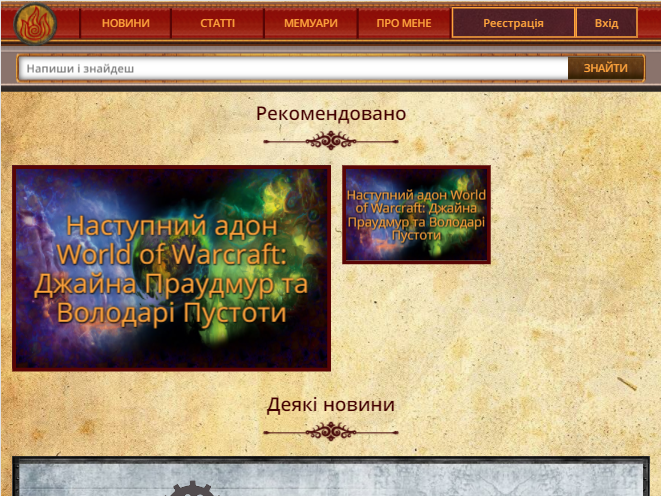 НОВИНИ СТАТТІ МЕМУАРИ ПРО МЕНЕ Реєстрація Вхід
Напиши і знайдеш ЗНАЙТИ
Рекомендовано
Наступний адон
World of Warcraft:
Джайна Праудмур та
Володарі Пустоти
Наступний адон World
of Warcraft: Джайна
Праудмур та Володарі
Пустоти
Деякі новини